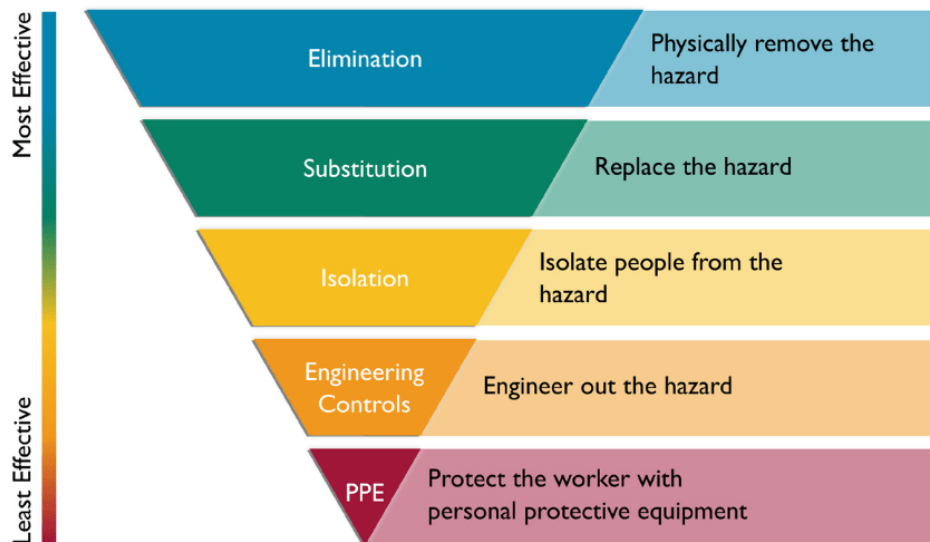 Most Effective
Elimination
Physically remove the
hazard
Substitution
Replace the hazard
Isolation
Isolate people from the
hazard
Engineering
Controls
Engineer out the hazard
Least Effective
PPE
Protect the worker with
personal protective equipment